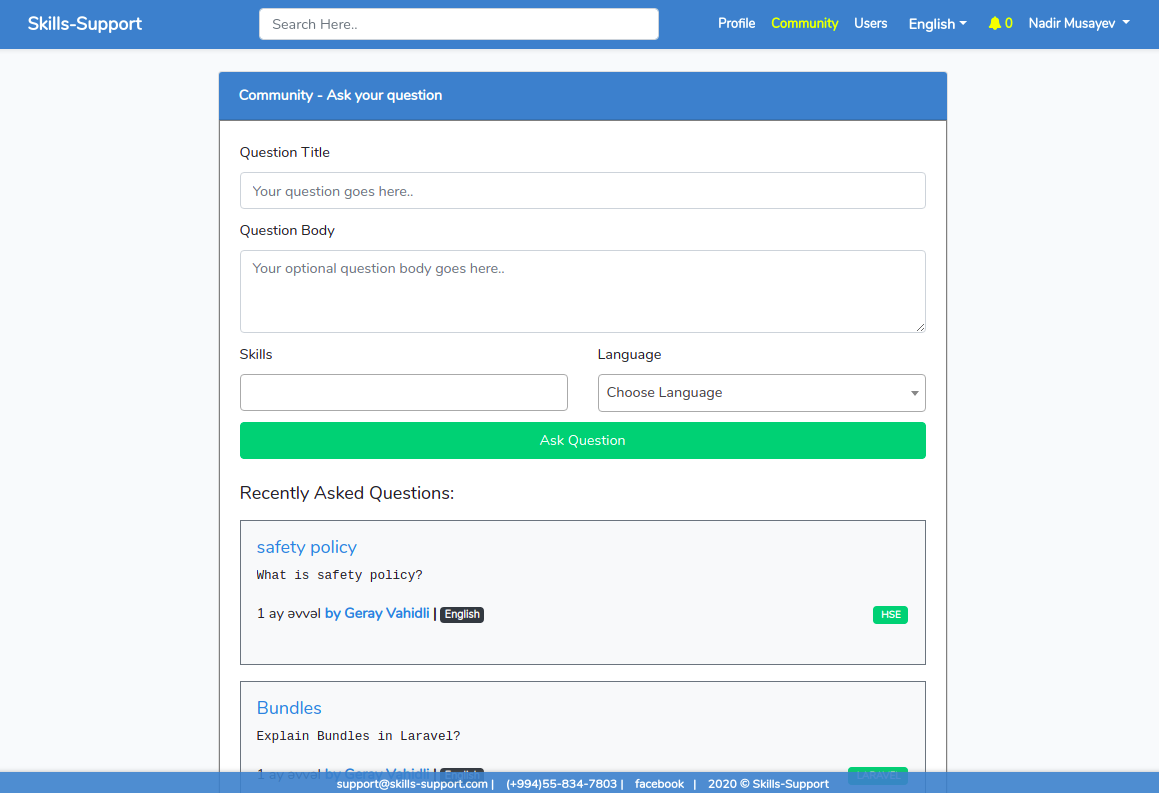 Skills-Support Search Here.. Profile Community Users English 0 Nadir Musayev
Community - Ask your question
Question Title
Your question goes here..
Question Body
Your optional question body goes here..
Skills Language
Choose Language
Ask Question
Recently Asked Questions:
safety policy
What is safety policy?
1 ay əvvəl by Geray Vahidli | English HSE
Bundles
Explain Bundles in Laravel?
1 ay əvvəl by Geray Vahidli | English LARAVEL
support@skills-support.com | (+994)55-834-7803 | facebook | 2020 © Skills-Support